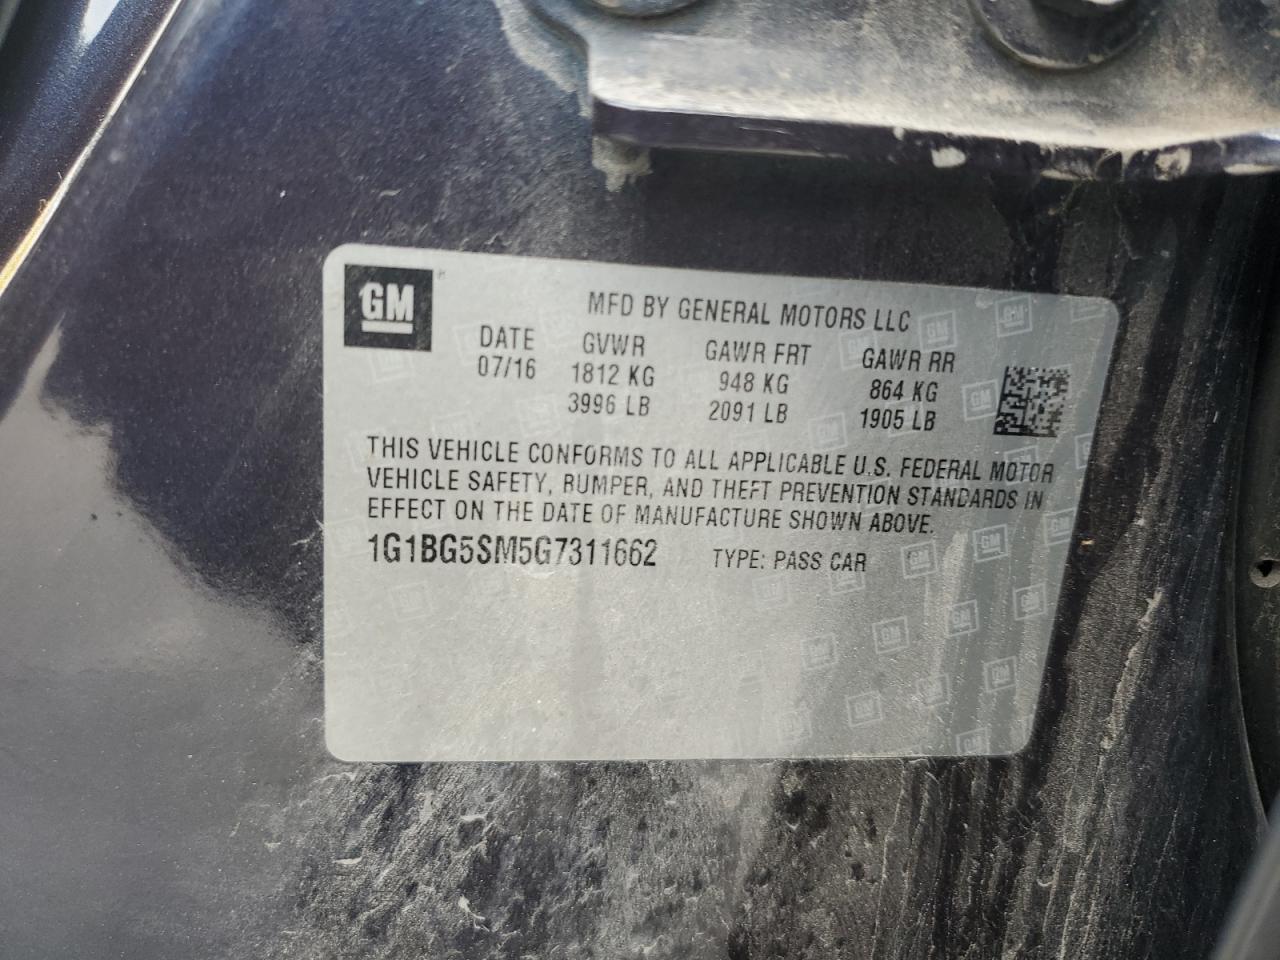 GM
MFD BY GENERAL MOTORS LLC
DATE GVWR GAWR FRT GAWR RR
07/16 1812 KG 948 KG 864 KG
3996 LB 2091 LB 1905 LB
THIS VEHICLE CONFORMS TO ALL APPLICABLE U.S. FEDERAL MOTOR
VEHICLE SAFETY, BUMPER, AND THEFT PREVENTION STANDARDS IN
EFFECT ON THE DATE OF MANUFACTURE SHOWN ABOVE.
1G1BG5SM5G7311662 TYPE: PASS CAR